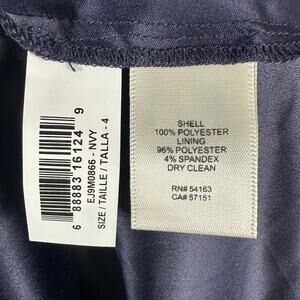 EJ9M0866 - NVY
SIZE / TAILLE / TALLA - 4
6 88883 16124 9
SHELL
100% POLYESTER
LINING
96% POLYESTER
4% SPANDEX
DRY CLEAN
RN# 54163
CA# 57151